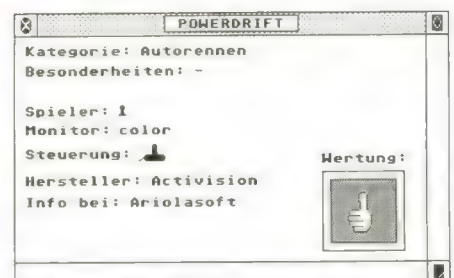 POWERDRIFT
Kategorie: Autorennen
Besonderheiten: -
Spieler: 1
Monitor: color
Steuerung:
Wertung:
Hersteller: Activision
Info bei: Ariolasoft